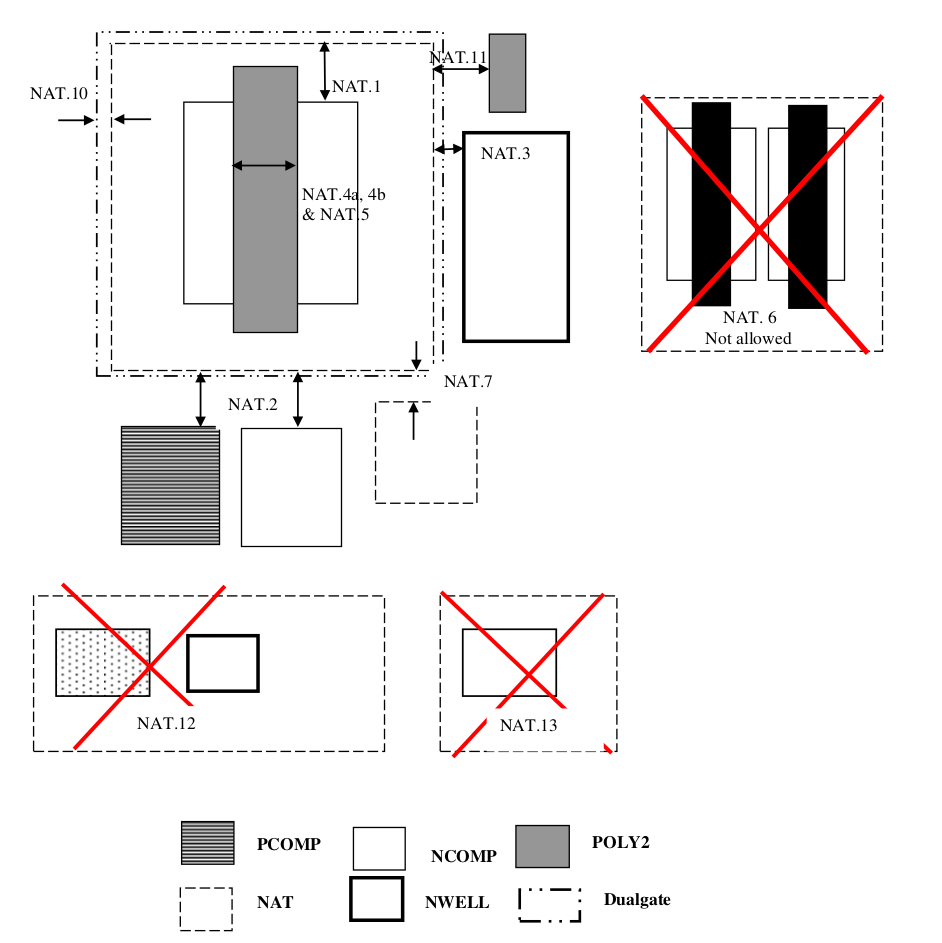 NAT.11
NAT.1
NAT.10
NAT.3
NAT.4a, 4b
& NAT.5
NAT. 6
Not allowed
NAT.7
NAT.2
NAT.12
NAT.13
PCOMP
NCOMP
POLY2
NAT
NWELL
Dualgate